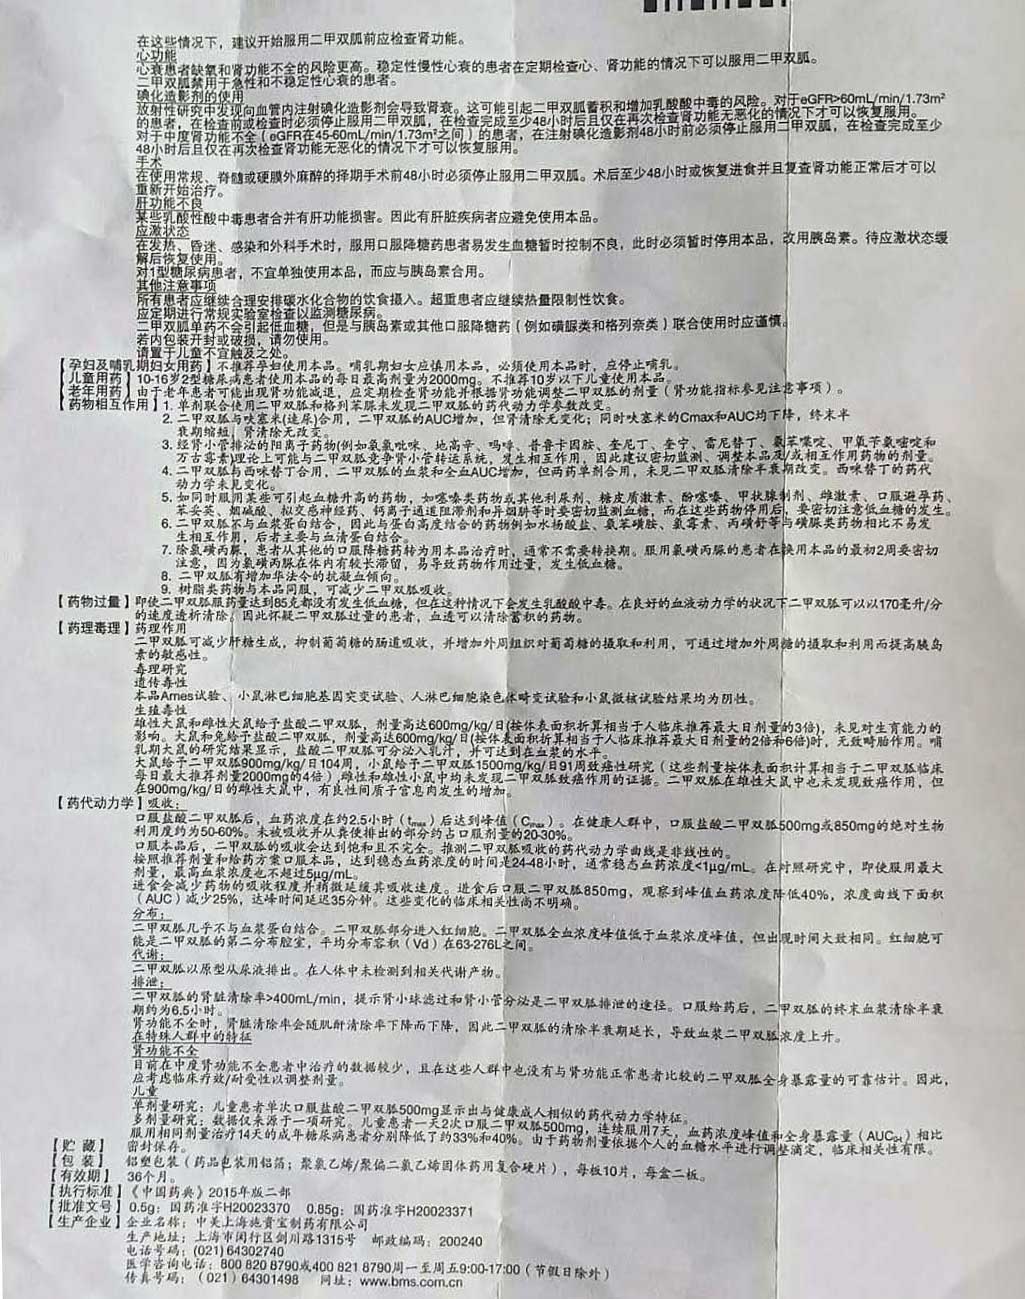 在这些情况下，建议开始服用二甲双胍前应检查肾功能。
心功能
心衰患者缺氧和肾功能不全的风险更高。稳定性慢性心衰的患者在定期检查心、肾功能的情况下可以服用二甲双胍。
二甲双胍禁用于急性和不稳定性心衰的患者。
碘化造影剂的使用
放射性研究中发现向血管内注射碘化造影剂会导致肾衰。这可能引起二甲双胍蓄积和增加乳酸酸中毒的风险。对于eGFR>60mL/min/1.73m²
的患者，在检查前或检查时必须停止服用二甲双胍，在检查完成至少48小时后且仅在再次检查肾功能无恶化的情况下才可以恢复服用。
对于中度肾功能不全（eGFR在45-60mL/min/1.73m²之间）的患者，在注射碘化造影剂48小时前必须停止服用二甲双胍，在检查完成至少
48小时后且仅在再次检查肾功能无恶化的情况下才可以恢复服用。
手术
在使用常规、脊髓或硬膜外麻醉的择期手术前48小时必须停止服用二甲双胍。术后至少48小时或恢复进食并且复查肾功能正常后才可以
重新开始治疗。
肝功能不良
某些乳酸性酸中毒患者合并有肝功能损害。因此有肝脏疾病者应避免使用本品。
应激状态
在发热、昏迷、感染和外科手术时，服用口服降糖药患者易发生血糖暂时控制不良，此时必须暂时停用本品，改用胰岛素。待应激状态缓
解后恢复使用。
对1型糖尿病患者，不宜单独使用本品，而应与胰岛素合用。
其他注意事项
所有患者应继续合理安排碳水化合物的饮食摄入。超重患者应继续热量限制性饮食。
应定期进行常规实验室检查以监测糖尿病。
二甲双胍单药不会引起低血糖，但是与胰岛素或其他口服降糖药（例如磺脲类和格列奈类）联合使用时应谨慎。
若内包装开封或破损，请勿使用。
请置于儿童不宜触及之处。
【孕妇及哺乳期妇女用药】不推荐孕妇使用本品。哺乳期妇女应慎用本品，必须使用本品时，应停止哺乳。
【儿童用药】10-16岁2型糖尿病患者使用本品的每日最高剂量为2000mg。不推荐10岁以下儿童使用本品。
【老年用药】由于老年患者可能出现肾功能减退，应定期检查肾功能并根据肾功能调整二甲双胍的剂量（肾功能指标参见注意事项）。
【药物相互作用】1. 单剂联合使用二甲双胍和格列苯脲未发现二甲双胍的药代动力学参数改变。
2. 二甲双胍与呋塞米(速尿)合用，二甲双胍的AUC增加，但肾清除无变化；同时呋塞米的Cmax和AUC均下降，终末半
衰期缩短，肾清除无改变。
3. 经肾小管排泌的阳离子药物(例如氨氯吡咪、地高辛、吗啡、普鲁卡因胺、奎尼丁、奎宁、雷尼替丁、氨苯喋啶、甲氧苄氨嘧啶和
万古霉素)理论上可能与二甲双胍竞争肾小管转运系统，发生相互作用，因此建议密切监测、调整本品及/或相互作用药物的剂量。
4. 二甲双胍与西咪替丁合用，二甲双胍的血浆和全血AUC增加，但两药单剂合用，未见二甲双胍清除半衰期改变。西咪替丁的药代
动力学未见变化。
5. 如同时服用某些可引起血糖升高的药物，如噻嗪类药物或其他利尿剂、糖皮质激素、酚噻嗪、甲状腺制剂、雌激素、口服避孕药、
苯妥英、烟碱酸、拟交感神经药、钙离子通道阻滞剂和异烟肼等时要密切监测血糖，而在这些药物停用后，要密切注意低血糖的发生。
6. 二甲双胍不与血浆蛋白结合，因此与蛋白高度结合的药物例如水杨酸盐、氨苯磺胺、氯霉素、丙磺舒等与磺脲类药物相比不易发
生相互作用，后者主要与血清蛋白结合。
7. 除氯磺丙脲，患者从其他的口服降糖药转为用本品治疗时，通常不需要转换期。服用氯磺丙脲的患者在换用本品的最初2周要密切
注意，因为氯磺丙脲在体内有较长滞留，易导致药物作用过量，发生低血糖。
8. 二甲双胍有增加华法令的抗凝血倾向。
9. 树脂类药物与本品同服，可减少二甲双胍吸收。
【药物过量】即使二甲双胍服药量达到85克都没有发生低血糖，但在这种情况下会发生乳酸酸中毒。在良好的血液动力学的状况下二甲双胍可以以170毫升/分
的速度透析清除。因此怀疑二甲双胍过量的患者，血透可以清除蓄积的药物。
【药理毒理】药理作用
二甲双胍可减少肝糖生成，抑制葡萄糖的肠道吸收，并增加外周组织对葡萄糖的摄取和利用，可通过增加外周糖的摄取和利用而提高胰岛
素的敏感性。
毒理研究
遗传毒性
本品Ames试验、小鼠淋巴细胞基因突变试验、人淋巴细胞染色体畸变试验和小鼠微核试验结果均为阴性。
生殖毒性
雄性大鼠和雌性大鼠给予盐酸二甲双胍，剂量高达600mg/kg/日(按体表面积折算相当于人临床推荐最大日剂量的3倍)，未见对生育能力的
影响。大鼠和兔给予盐酸二甲双胍，剂量高达600mg/kg/日(按体表面积折算相当于人临床推荐最大日剂量的2倍和6倍)时，无致畸胎作用。哺
乳期大鼠的研究结果显示，盐酸二甲双胍可分泌入乳汁，并可达到在血浆的水平。
大鼠给予二甲双胍900mg/kg/日104周，小鼠给予二甲双胍1500mg/kg/日91周致癌性研究（这些剂量按体表面积计算相当于二甲双胍临床
每日最大推荐剂量2000mg的4倍）,雌性和雄性小鼠中均未发现二甲双胍致癌作用的证据。二甲双胍在雄性大鼠中也未发现致癌作用，但
在900mg/kg/日的雌性大鼠中，有良性间质子宫息肉发生的增加。
【药代动力学】吸收：
口服盐酸二甲双胍后，血药浓度在约2.5小时（tmax）后达到峰值（Cmax）。在健康人群中，口服盐酸二甲双胍500mg或850mg的绝对生物
利用度约为50-60%。未被吸收并从粪便排出的部分约占口服剂量的20-30%。
口服本品后，二甲双胍的吸收会达到饱和且不完全。推测二甲双胍吸收的药代动力学曲线是非线性的。
按照推荐剂量和给药方案口服本品，达到稳态血药浓度的时间是24-48小时，通常稳态血药浓度<1μg/mL。在对照研究中，即使服用最大
剂量，最高血浆浓度也不超过5μg/mL。
进食会减少药物的吸收程度并稍微延缓其吸收速度。进食后口服二甲双胍850mg，观察到峰值血药浓度降低40%，浓度曲线下面积
（AUC）减少25%，达峰时间延迟35分钟。这些变化的临床相关性尚不明确。
分布：
二甲双胍几乎不与血浆蛋白结合。二甲双胍部分进入红细胞。二甲双胍全血浓度峰值低于血浆浓度峰值，但出现时间大致相同。红细胞可
能是二甲双胍的第二分布腔室，平均分布容积（Vd）在63-276L之间。
代谢：
二甲双胍以原型从尿液排出。在人体中未检测到相关代谢产物。
排泄：
二甲双胍的肾脏清除率>400mL/min，提示肾小球滤过和肾小管分泌是二甲双胍排泄的途径。口服给药后，二甲双胍的终末血浆清除半衰
期约为6.5小时。
肾功能不全时，肾脏清除率会随肌酐清除率下降而下降，因此二甲双胍的清除半衰期延长，导致血浆二甲双胍浓度上升。
在特殊人群中的特征
肾功能不全
目前在中度肾功能不全患者中治疗的数据较少，且在这些人群中也没有与肾功能正常患者比较的二甲双胍全身暴露量的可靠估计。因此，
应考虑临床疗效/耐受性以调整剂量。
儿童
单剂量研究：儿童患者单次口服盐酸二甲双胍500mg显示出与健康成人相似的药代动力学特征。
多剂量研究：数据仅来源于一项研究。儿童患者一天2次口服二甲双胍500mg，连续服用7天，血药浓度峰值和全身暴露量（AUC0-t）相比
服用相同剂量治疗14天的成年糖尿病患者分别降低了约33%和40%。由于药物剂量依据个人的血糖水平进行调整滴定，临床相关性有限。
【贮 藏】密封保存。
【包 装】铝塑包装（药品包装用铝箔；聚氯乙烯/聚偏二氯乙烯固体药用复合硬片），每板10片，每盒二板。
【有效期】36个月。
【执行标准】《中国药典》2015年版二部
【批准文号】0.5g：国药准字H20023370 0.85g：国药准字H20023371
【生产企业】企业名称：中美上海施贵宝制药有限公司
生产地址：上海市闵行区剑川路1315号 邮政编码：200240
电话号码：(021) 64302740
医学咨询电话：800 820 8790或400 821 8790周一至周五9:00-17:00（节假日除外）
传真号码：（021）64301498 网址：www.bms.com.cn